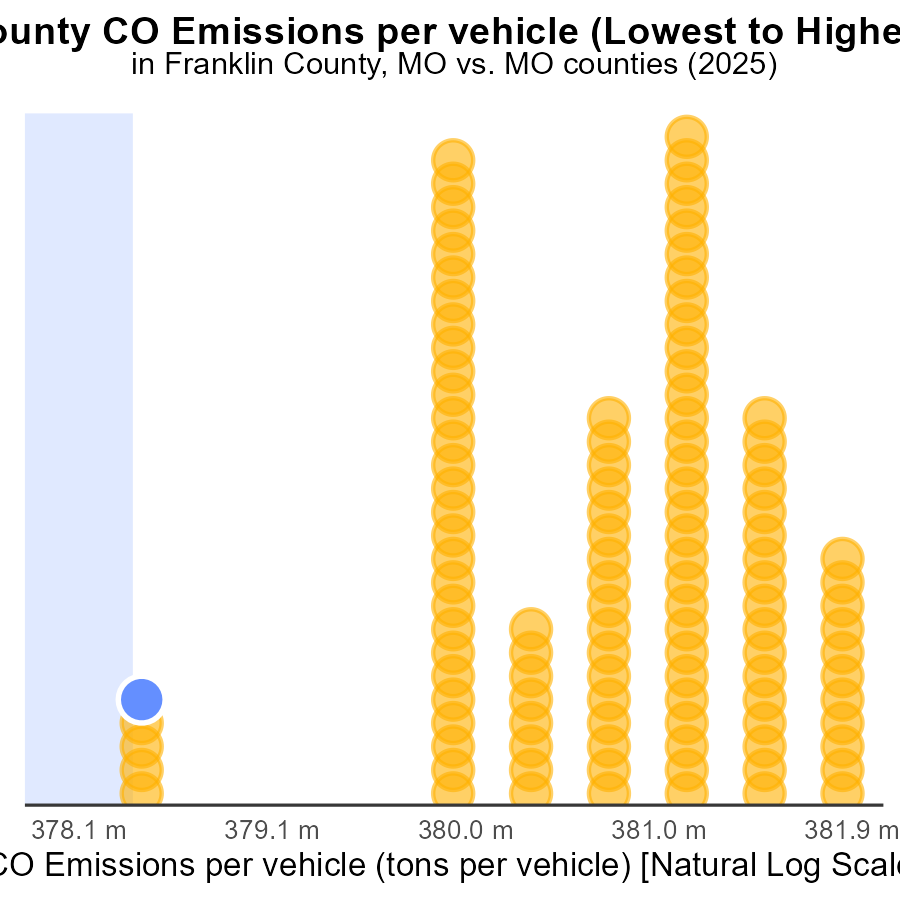 ounty CO Emissions per vehicle (Lowest to Highe
in Franklin County, MO vs. MO counties (2025)
378.1 m 379.1 m 380.0 m 381.0 m 381.9 m
CO Emissions per vehicle (tons per vehicle) [Natural Log Scale